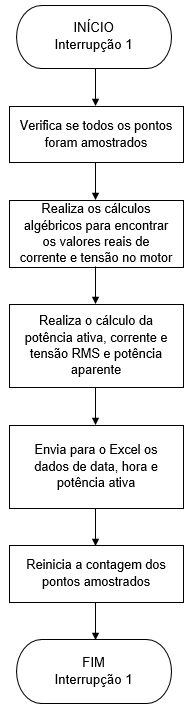 INÍCIO
Interrupção 1
Verifica se todos os pontos
foram amostrados
Realiza os cálculos
algébricos para encontrar
os valores reais de
corrente e tensão no motor
Realiza o cálculo da
potência ativa, corrente e
tensão RMS e potência
aparente
Envia para o Excel os
dados de data, hora e
potência ativa
Reinicia a contagem dos
pontos amostrados
FIM
Interrupção 1